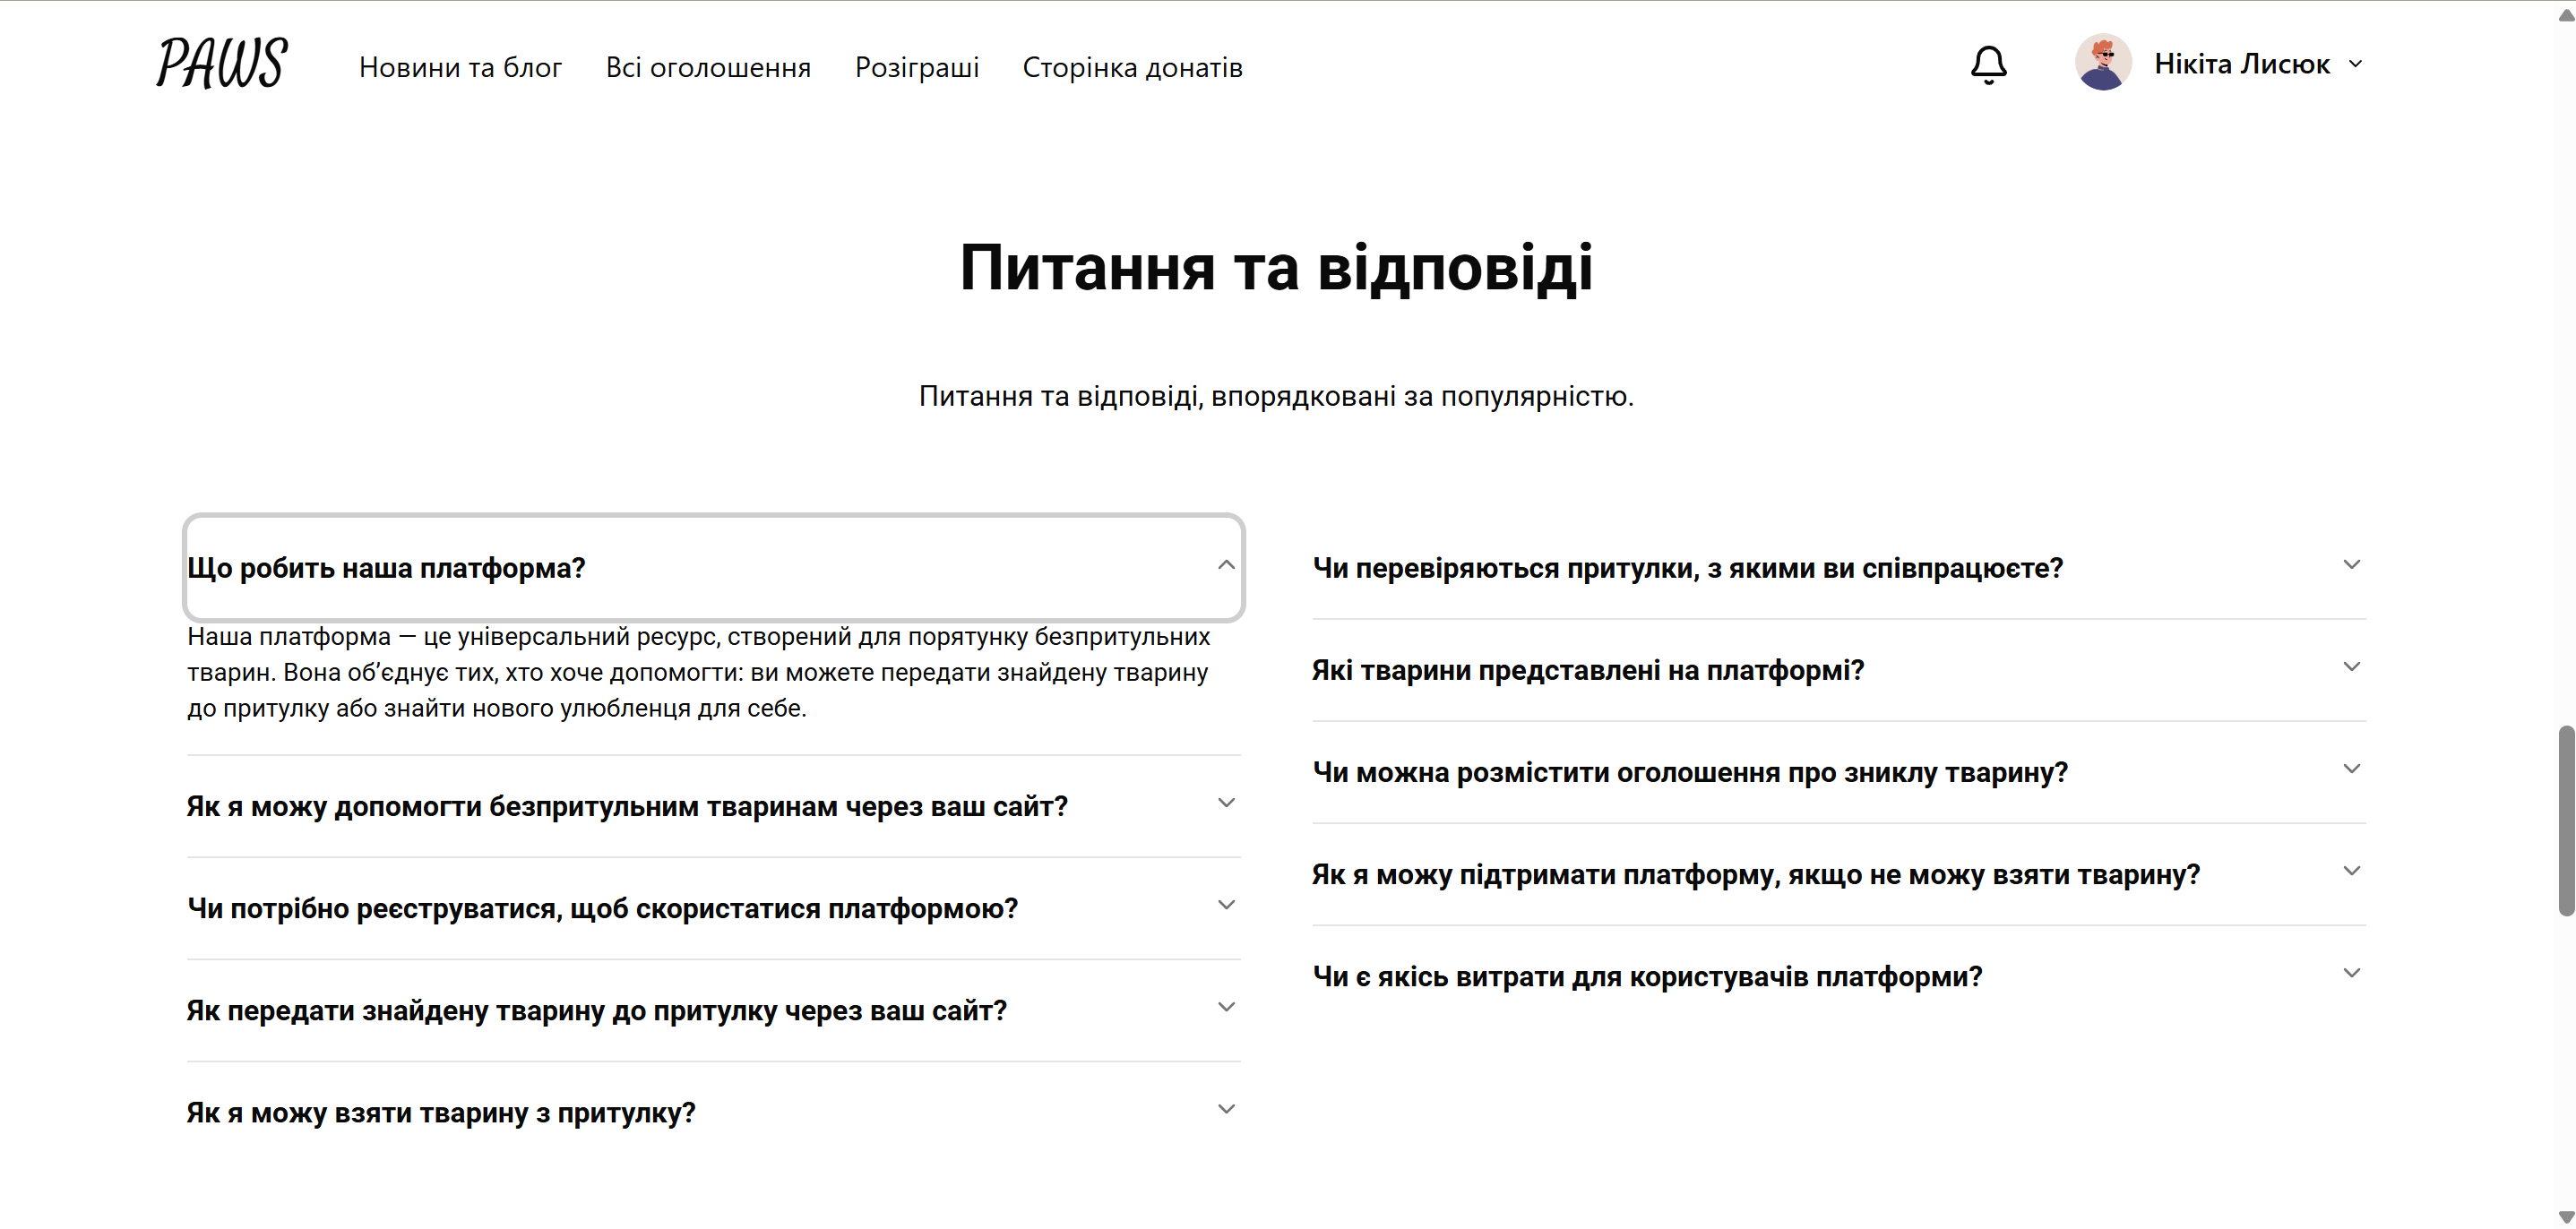 PAWS
Новини та блог
Всі оголошення
Розіграші
Сторінка донатів
Нікіта Лисюк
Питання та відповіді
Питання та відповіді, впорядковані за популярністю.
Що робить наша платформа?
Наша платформа — це універсальний ресурс, створений для порятунку безпритульних
тварин. Вона об’єднує тих, хто хоче допомогти: ви можете передати знайдену тварину
до притулку або знайти нового улюбленця для себе.
Як я можу допомогти безпритульним тваринам через ваш сайт?
Чи потрібно реєструватися, щоб скористатися платформою?
Як передати знайдену тварину до притулку через ваш сайт?
Як я можу взяти тварину з притулку?
Чи перевіряються притулки, з якими ви співпрацюєте?
Які тварини представлені на платформі?
Чи можна розмістити оголошення про зниклу тварину?
Як я можу підтримати платформу, якщо не можу взяти тварину?
Чи є якісь витрати для користувачів платформи?